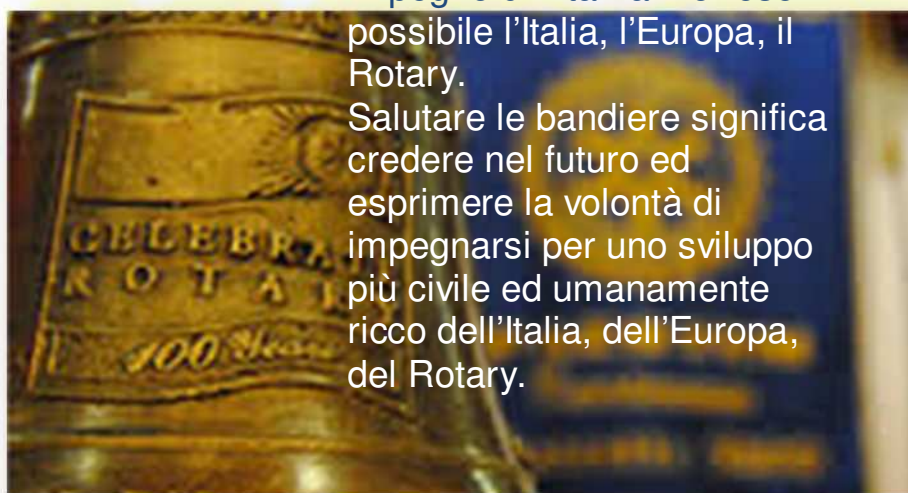 possibile l'Italia, l'Europa, il
Rotary.
Salutare le bandiere significa
credere nel futuro ed
esprimere la volontà di
impegnarsi per uno sviluppo
più civile ed umanamente
ricco dell'Italia, dell'Europa,
del Rotary.
CELEBRA
ROTA
100 Years